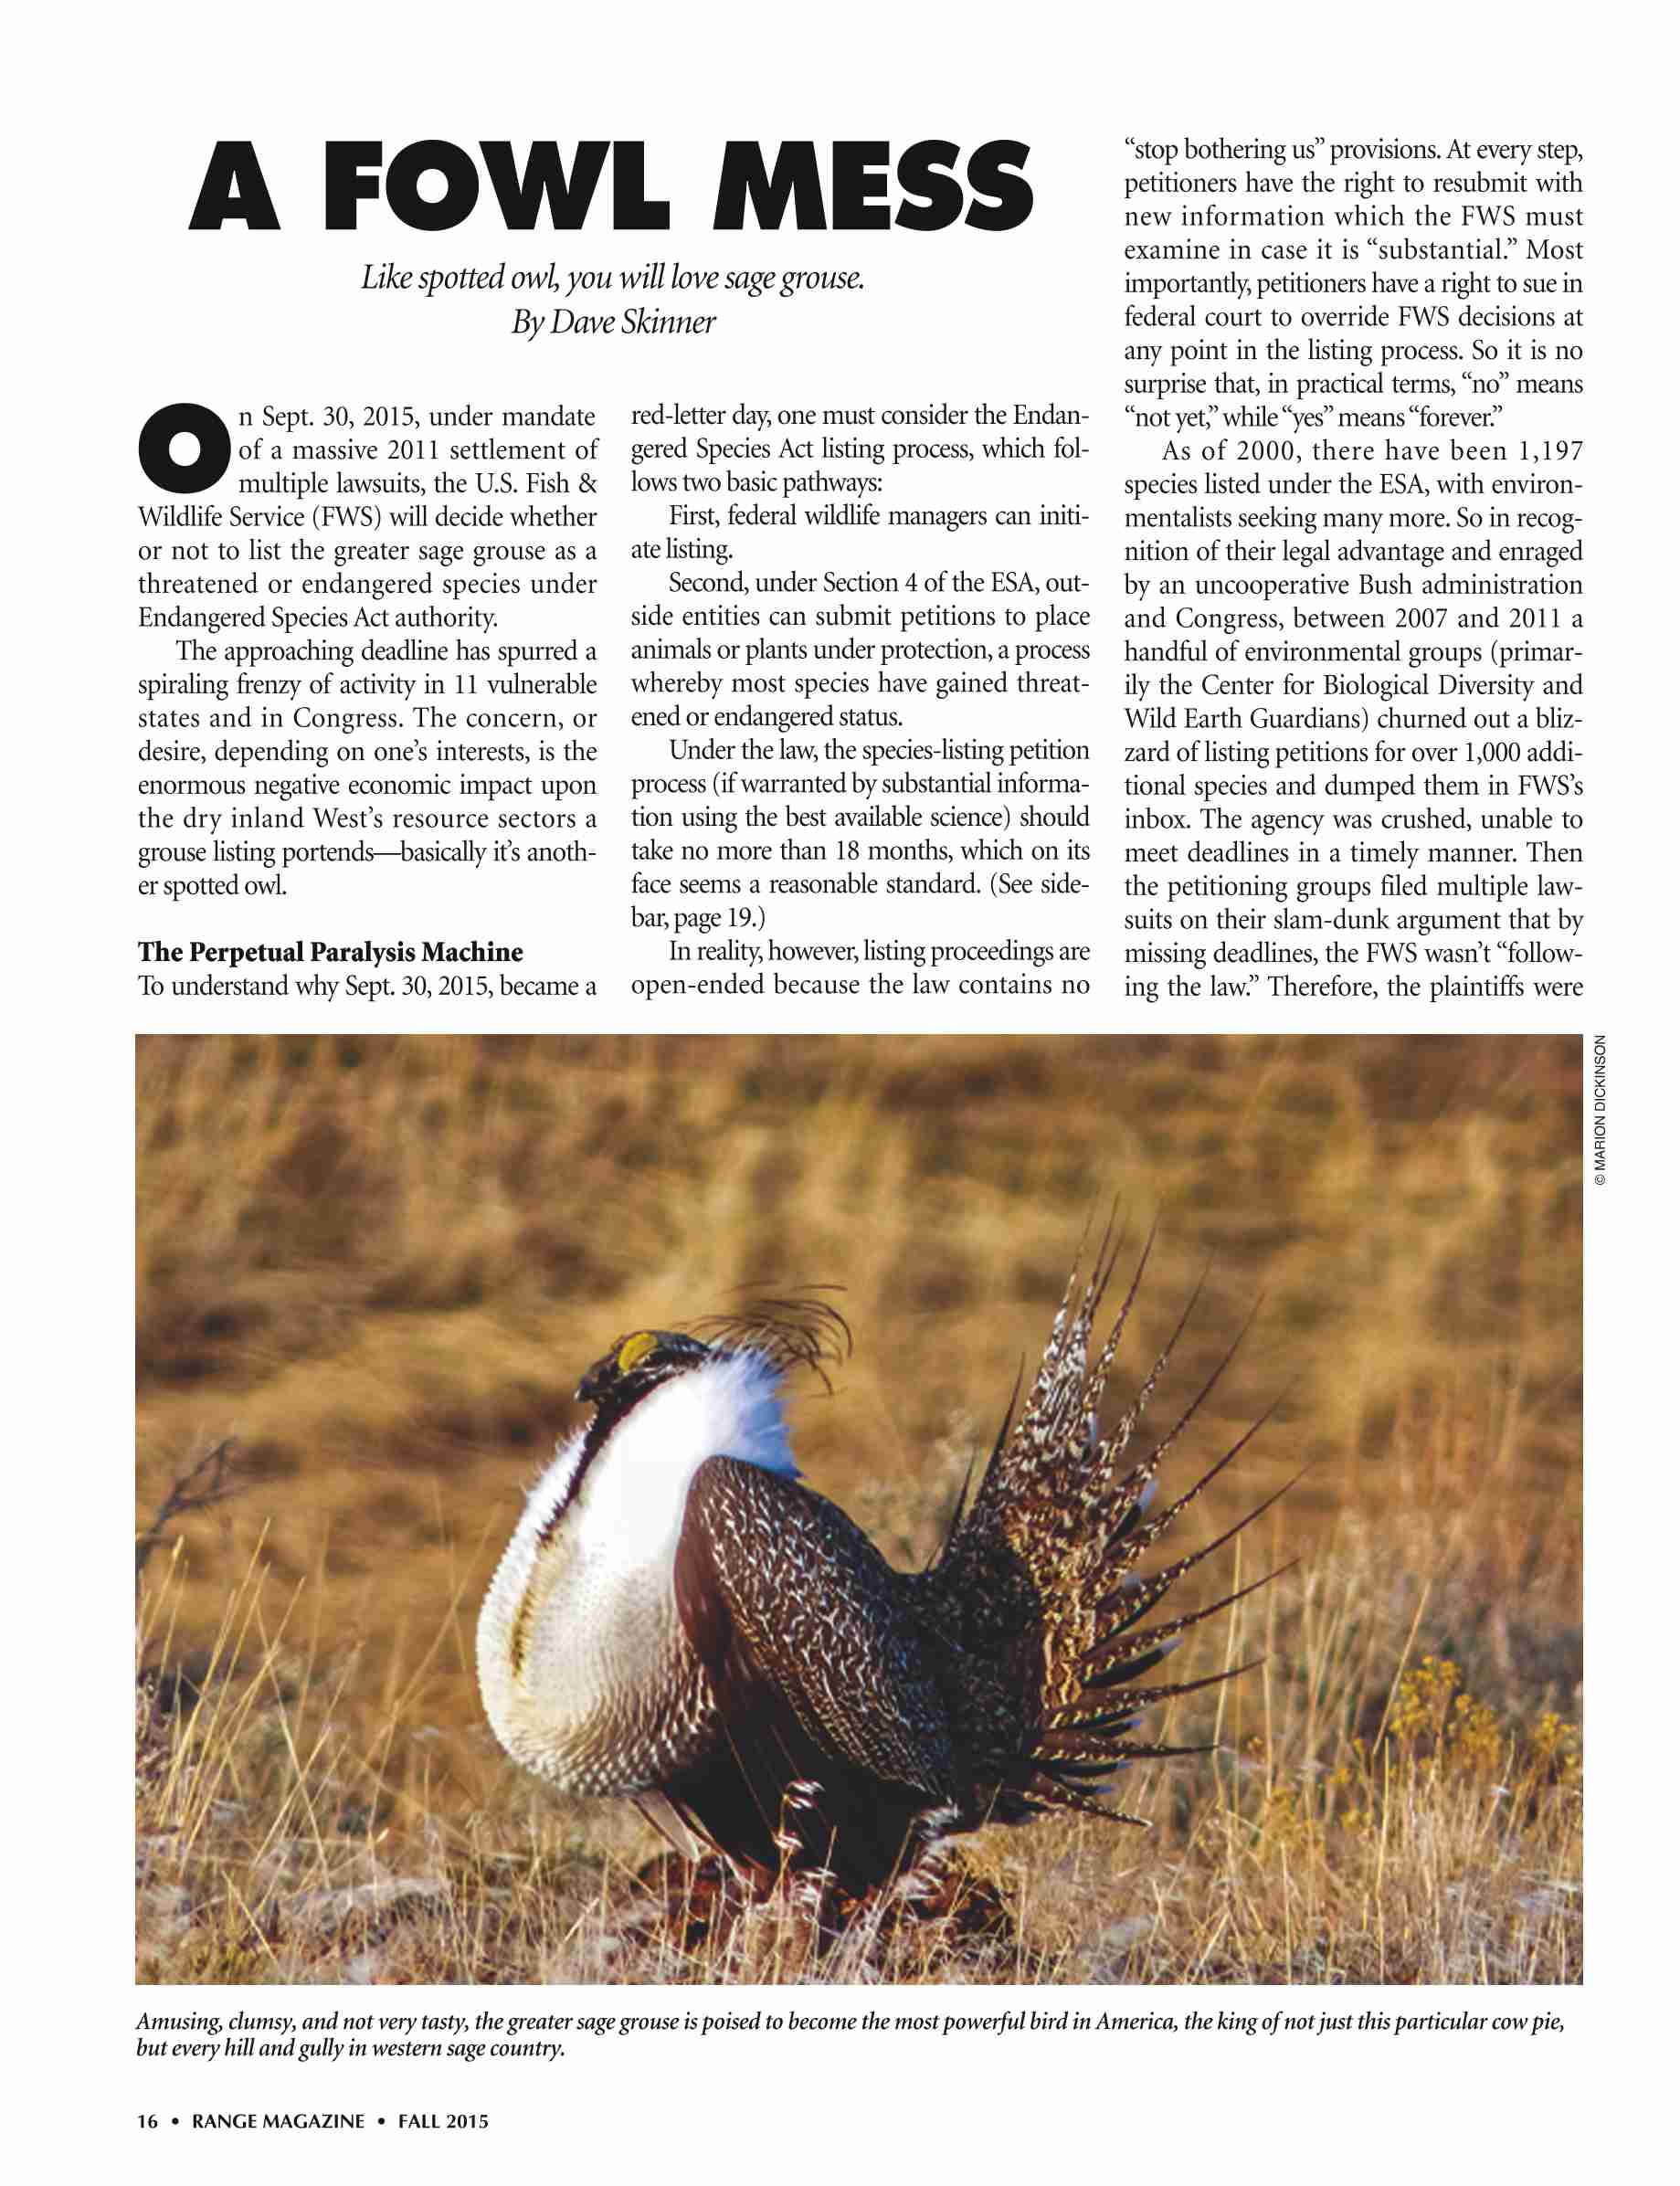 A FOWL MESS
Like spotted owl, you will love sage grouse.
By Dave Skinner
On Sept. 30, 2015, under mandate
of a massive 2011 settlement of
multiple lawsuits, the U.S. Fish &
Wildlife Service (FWS) will decide whether
or not to list the greater sage grouse as a
threatened or endangered species under
Endangered Species Act authority.
The approaching deadline has spurred a
spiraling frenzy of activity in 11 vulnerable
states and in Congress. The concern, or
desire, depending on one’s interests, is the
enormous negative economic impact upon
the dry inland West’s resource sectors a
grouse listing portends—basically it’s anoth-
er spotted owl.
The Perpetual Paralysis Machine
To understand why Sept. 30, 2015, became a
red-letter day, one must consider the Endan-
gered Species Act listing process, which fol-
lows two basic pathways:
First, federal wildlife managers can initi-
ate listing.
Second, under Section 4 of the ESA, out-
side entities can submit petitions to place
animals or plants under protection, a process
whereby most species have gained threat-
ened or endangered status.
Under the law, the species-listing petition
process (if warranted by substantial informa-
tion using the best available science) should
take no more than 18 months, which on its
face seems a reasonable standard. (See side-
bar, page 19.)
In reality, however, listing proceedings are
open-ended because the law contains no
“stop bothering us” provisions. At every step,
petitioners have the right to resubmit with
new information which the FWS must
examine in case it is “substantial.” Most
importantly, petitioners have a right to sue in
federal court to override FWS decisions at
any point in the listing process. So it is no
surprise that, in practical terms, “no” means
“not yet,” while “yes” means “forever.”
As of 2000, there have been 1,197
species listed under the ESA, with environ-
mentalists seeking many more. So in recog-
nition of their legal advantage and enraged
by an uncooperative Bush administration
and Congress, between 2007 and 2011 a
handful of environmental groups (primar-
ily the Center for Biological Diversity and
Wild Earth Guardians) churned out a bliz-
zard of listing petitions for over 1,000 addi-
tional species and dumped them in FWS’s
inbox. The agency was crushed, unable to
meet deadlines in a timely manner. Then
the petitioning groups filed multiple law-
suits on their slam-dunk argument that by
missing deadlines, the FWS wasn’t “follow-
ing the law.” Therefore, the plaintiffs were
© MARION DICKINSON
Amusing, clumsy, and not very tasty, the greater sage grouse is poised to become the most powerful bird in America, the king of not just this particular cow pie,
but every hill and gully in western sage country.
16 • RANGE MAGAZINE • FALL 2015